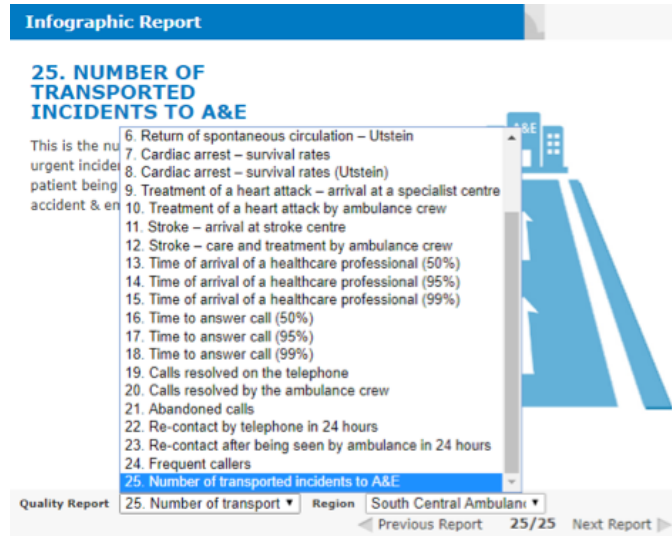 Infographic Report
25. NUMBER OF
TRANSPORTED
INCIDENTS TO A&E
This is the nu
urgent incide
patient being
accident & en
A&E
6. Return of spontaneous circulation – Utstein
7. Cardiac arrest – survival rates
8. Cardiac arrest – survival rates (Utstein)
9. Treatment of a heart attack – arrival at a specialist centre
10. Treatment of a heart attack by ambulance crew
11. Stroke – arrival at stroke centre
12. Stroke – care and treatment by ambulance crew
13. Time of arrival of a healthcare professional (50%)
14. Time of arrival of a healthcare professional (95%)
15. Time of arrival of a healthcare professional (99%)
16. Time to answer call (50%)
17. Time to answer call (95%)
18. Time to answer call (99%)
19. Calls resolved on the telephone
20. Calls resolved by the ambulance crew
21. Abandoned calls
22. Re-contact by telephone in 24 hours
23. Re-contact after being seen by ambulance in 24 hours
24. Frequent callers
25. Number of transported incidents to A&E
Quality Report 25. Number of transport Region South Central Ambulanc
Previous Report 25/25 Next Report